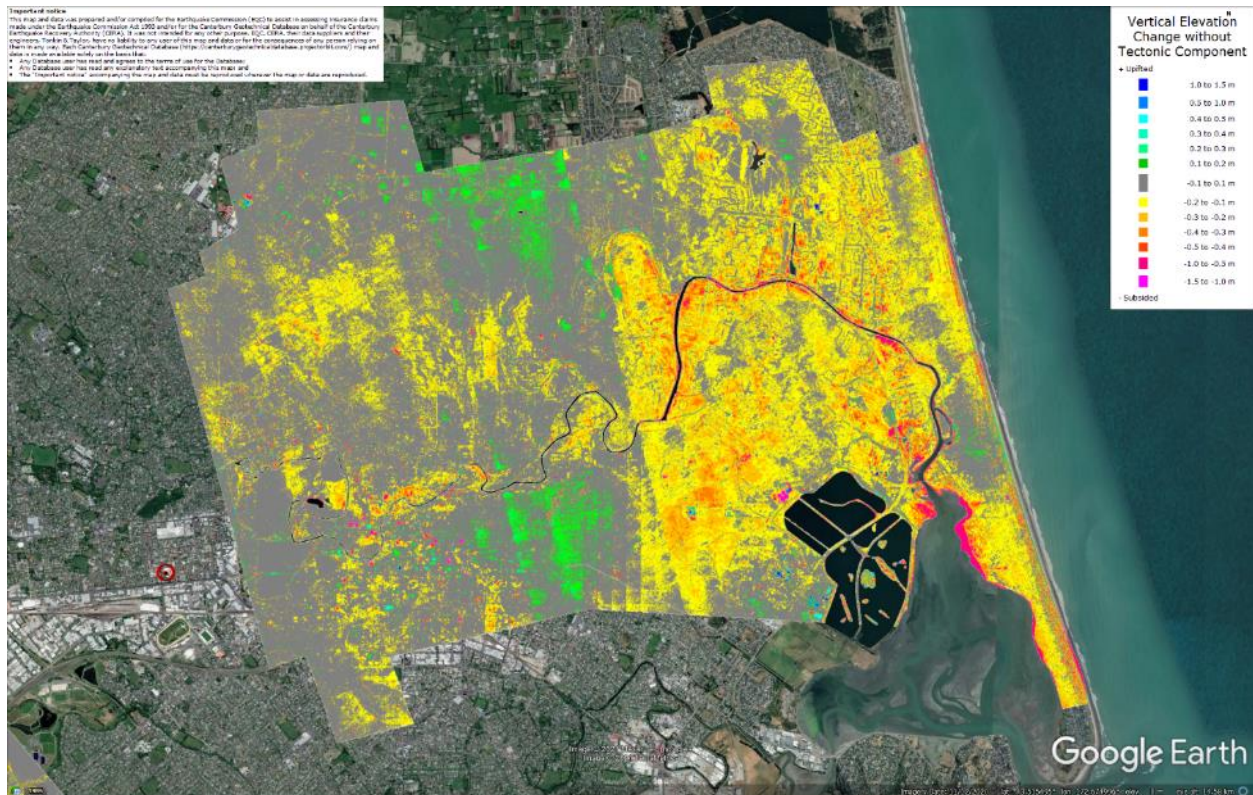 Important notice
This map and data was prepared and/or compiled for the Earthquake Commission (EQC) to assist in assessing insurance claims
made under the Earthquake Commission Act 1993 and/or for the Canterbury Geotechnical Database on behalf of the Canterbury
Earthquake Recovery Authority (CERA). It was not intended for any other purpose. EQC, CERA, their data suppliers and their
engineers, Tonkin & Taylor, have no liability to any user of this map and data or for the consequences of any person relying on
them in any way. Each Canterbury Geotechnical Database (https://canterburygeotechnicaldatabase.projectorbit.com/) map and
data is made available solely on the basis that:
• Any Database user has read and agrees to the terms of use for the Database;
• Any Database user has read any explanatory text accompanying this map; and
• The "Important notice" accompanying the map and data must be reproduced wherever the map or data are reproduced.
N
Vertical Elevation
Change without
Tectonic Component
+ Uplifted
1.0 to 1.5 m
0.5 to 1.0 m
0.4 to 0.5 m
0.3 to 0.4 m
0.2 to 0.3 m
0.1 to 0.2 m
-0.1 to 0.1 m
-0.2 to -0.1 m
-0.3 to -0.2 m
-0.4 to -0.3 m
-0.5 to -0.4 m
-1.0 to -0.5 m
-1.5 to -1.0 m
- Subsided
Google Earth